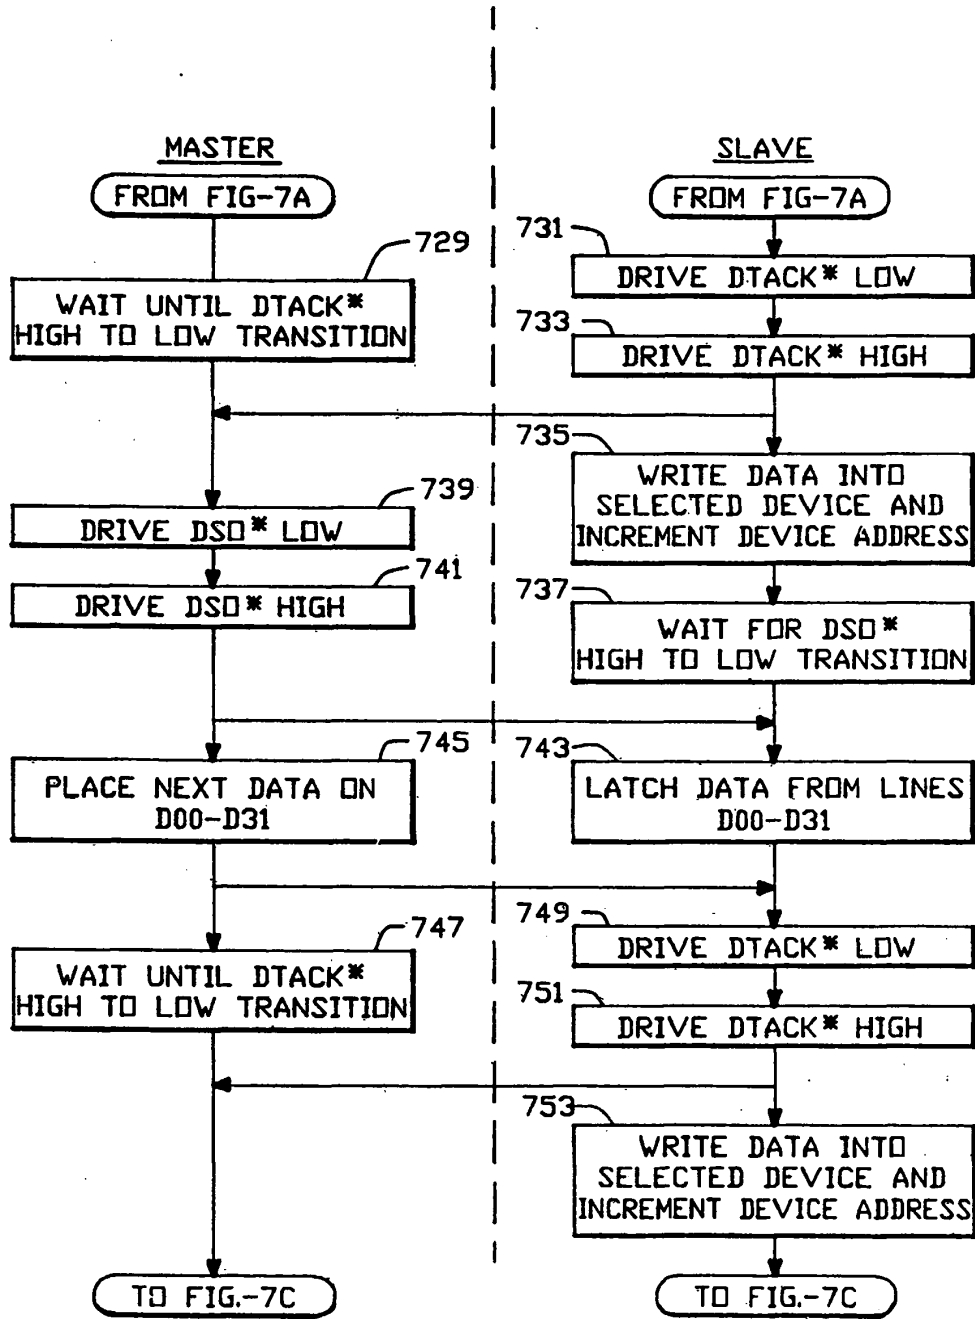 MASTER
FROM FIG-7A
729
WAIT UNTIL DTACK*
HIGH TO LOW TRANSITION
739
DRIVE DS0* LOW
741
DRIVE DS0* HIGH
745
PLACE NEXT DATA ON
D00-D31
747
WAIT UNTIL DTACK*
HIGH TO LOW TRANSITION
TO FIG.-7C
SLAVE
FROM FIG-7A
731
DRIVE DTACK* LOW
733
DRIVE DTACK* HIGH
735
WRITE DATA INTO
SELECTED DEVICE AND
INCREMENT DEVICE ADDRESS
737
WAIT FOR DS0*
HIGH TO LOW TRANSITION
743
LATCH DATA FROM LINES
D00-D31
749
DRIVE DTACK* LOW
751
DRIVE DTACK* HIGH
753
WRITE DATA INTO
SELECTED DEVICE AND
INCREMENT DEVICE ADDRESS
TO FIG.-7C